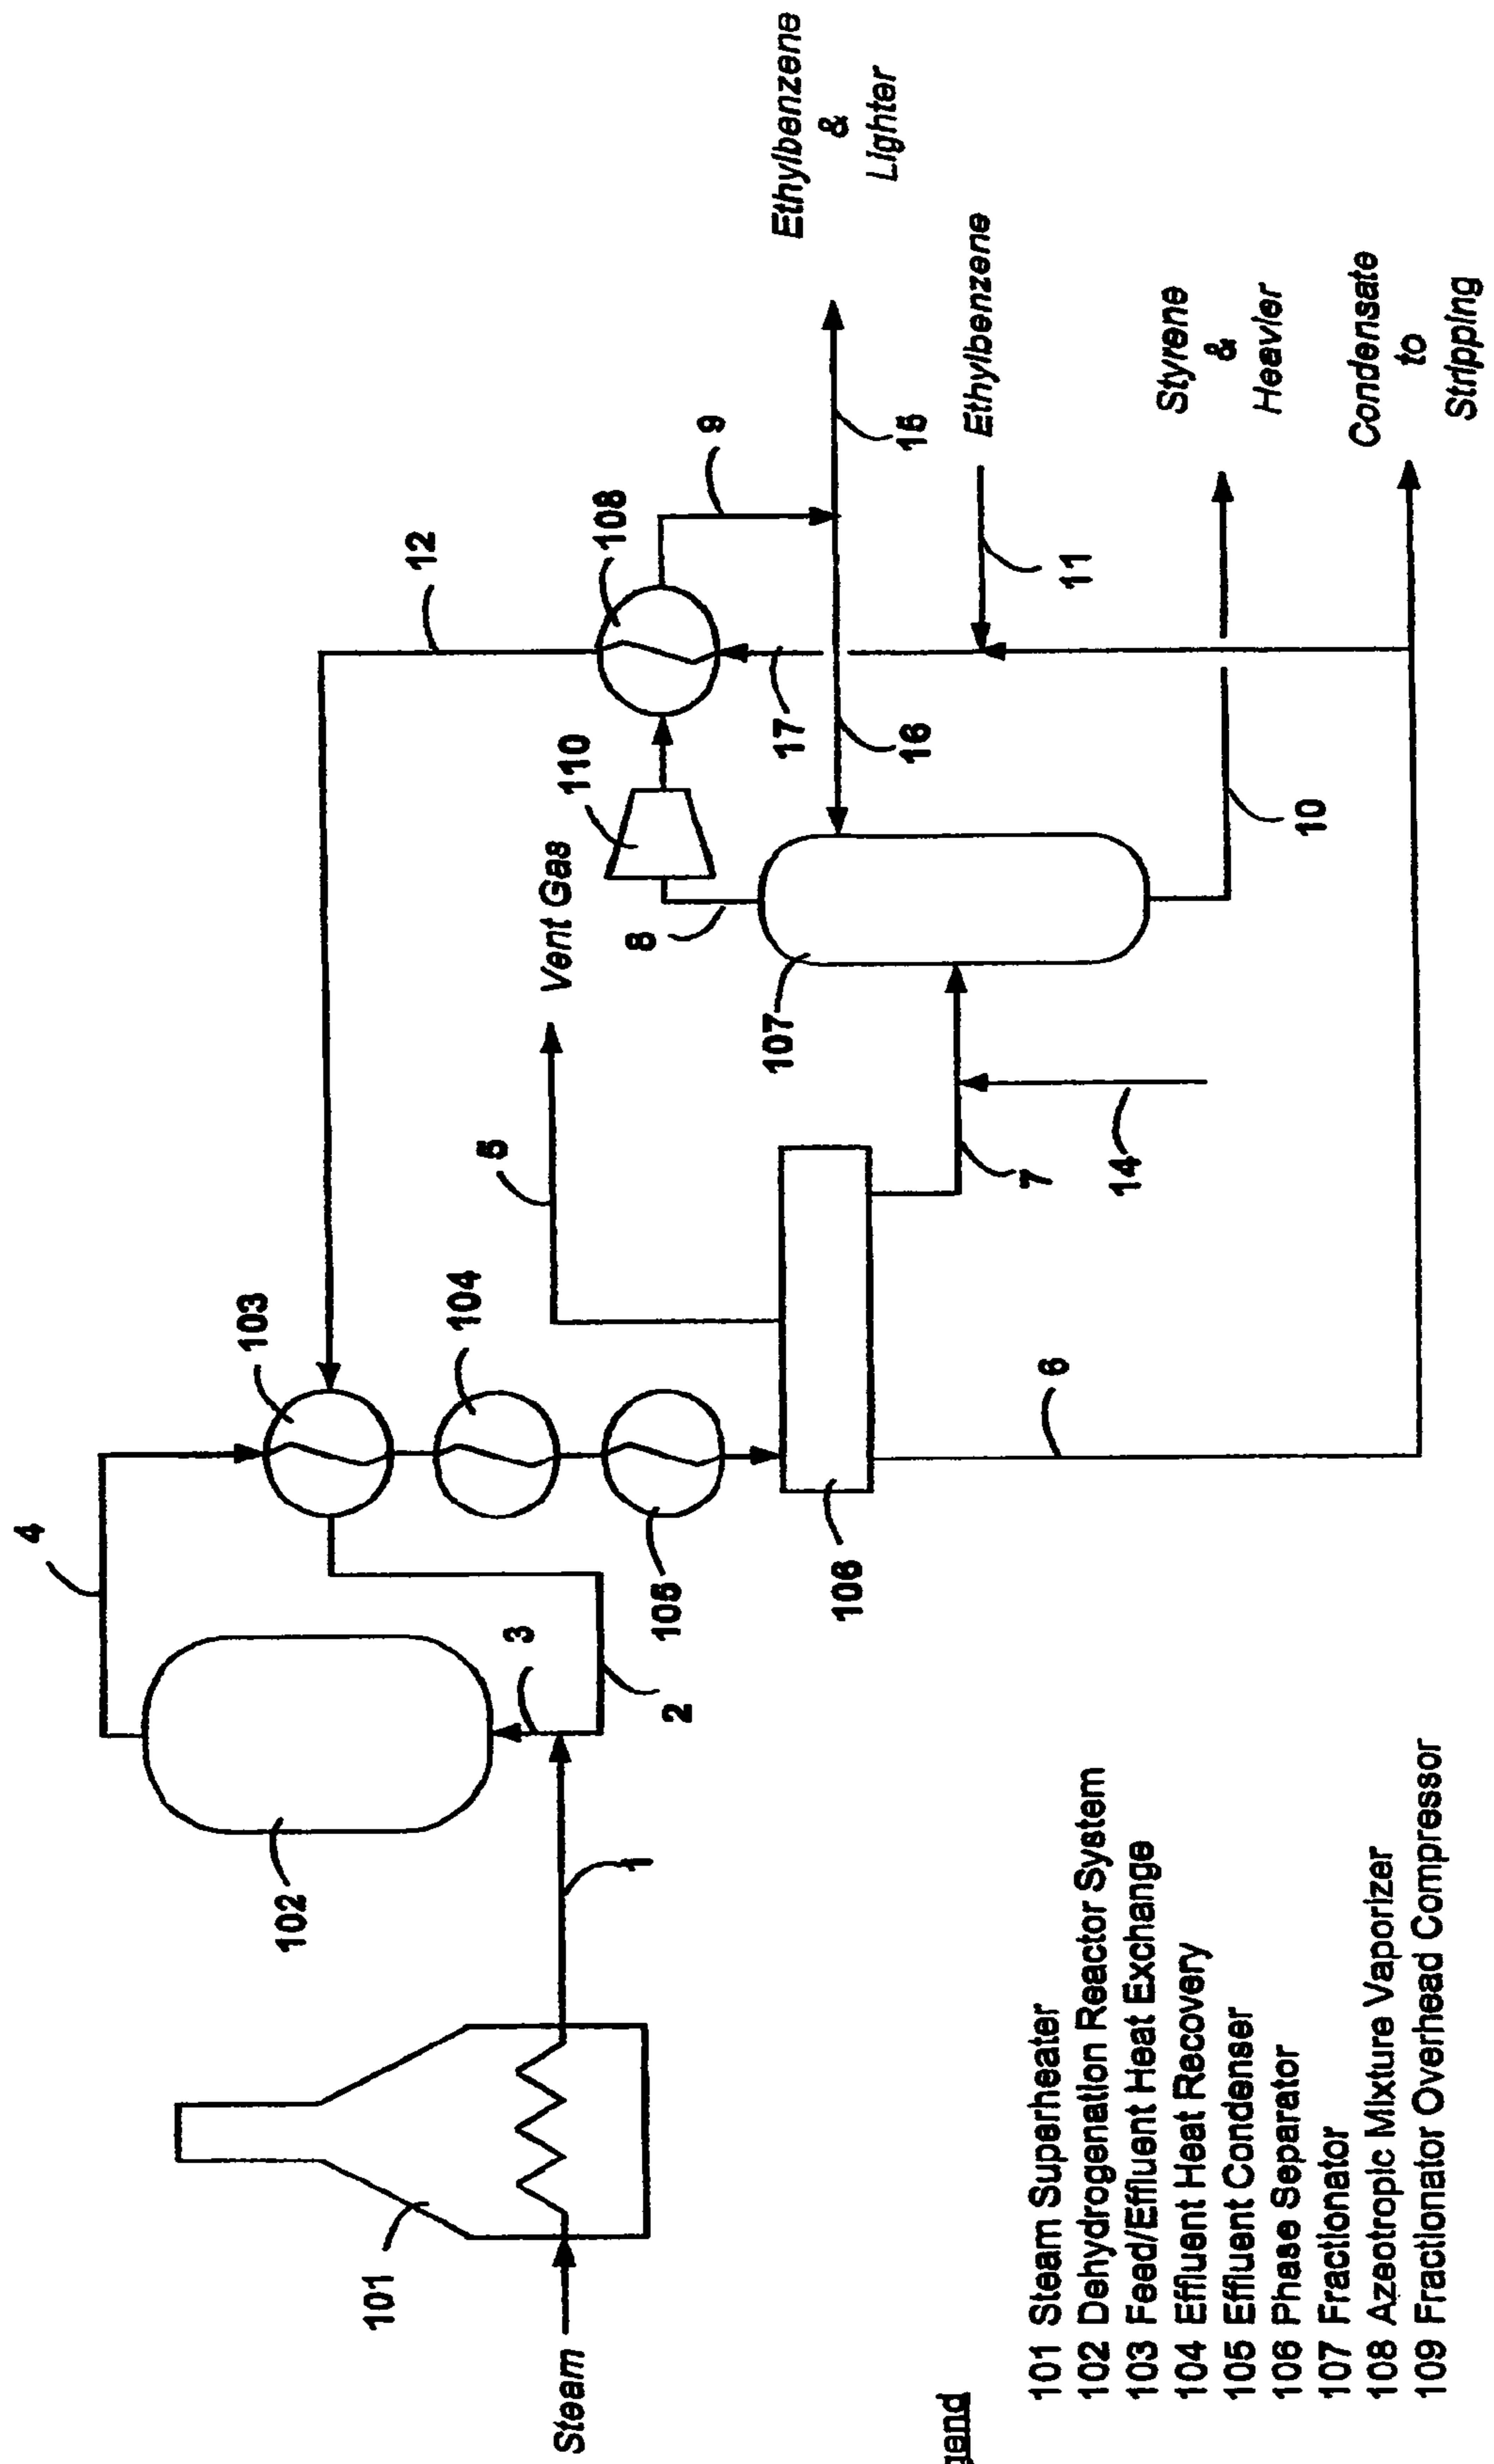 4
12
103
104
108
9
Ethylbenzene
&
Lighter
102
3
2
105
5
Vent Gas
110
8
17
15
Ethylbenzene
11
101
1
106
107
16
Steam
7
14
6
10
Styrene
&
Heavier
Condensate
to
Stripping
gend
101 Steam Superheater
102 Dehydrogenation Reactor System
103 Feed/Effluent Heat Exchange
104 Effluent Heat Recovery
105 Effluent Condenser
106 Phase Separator
107 Fractionator
108 Azeotropic Mixture Vaporizer
109 Fractionator Overhead Compressor